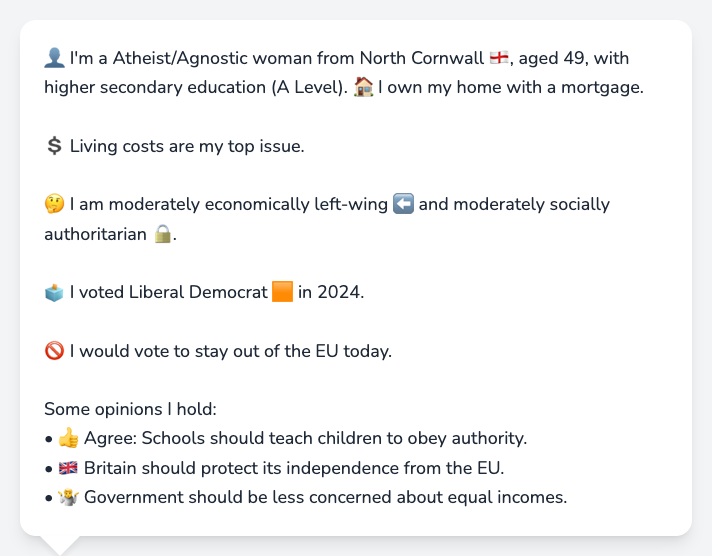 👤 I'm a Atheist/Agnostic woman from North Cornwall 🏴󠁧󠁢󠁥󠁮󠁧󠁿, aged 49, with
higher secondary education (A Level). 🏠 I own my home with a mortgage.
💲 Living costs are my top issue.
🤔 I am moderately economically left-wing ⬅️ and moderately socially
authoritarian 🔒.
🗳️ I voted Liberal Democrat 🟧 in 2024.
🚫 I would vote to stay out of the EU today.
Some opinions I hold:
• 👍 Agree: Schools should teach children to obey authority.
• 🇬🇧 Britain should protect its independence from the EU.
• 🤷 Government should be less concerned about equal incomes.